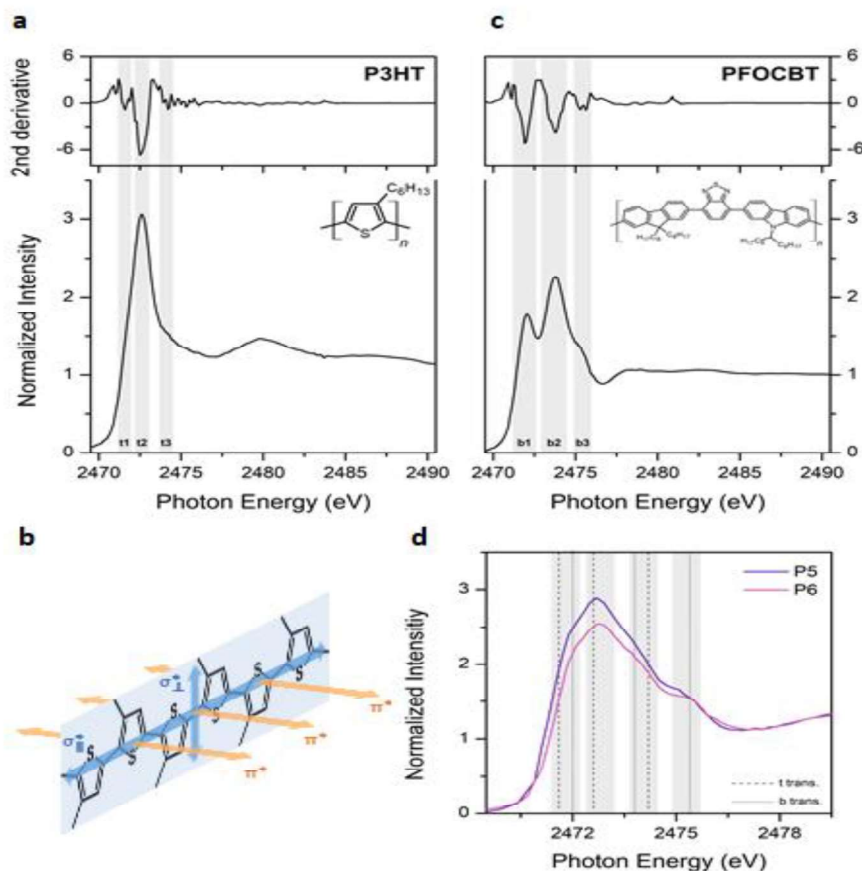 a
6
0
-6
2nd derivative
P3HT
3
2
1
0
Normalized Intensity
C6H13
S
n
t1 t2 t3
2470 2475 2480 2485 2490
Photon Energy (eV)
c
PFOCBT
6
0
-6
3
2
1
0
N S N
N
n
b1 b2 b3
2470 2475 2480 2485 2490
Photon Energy (eV)
b
S S S S S S
σ*⊥
σ*∥
π*
π*
π*
d
P5
P6
3
2
1
0
Normalized Intensitiy
t trans.
b trans.
2472 2475 2478
Photon Energy (eV)